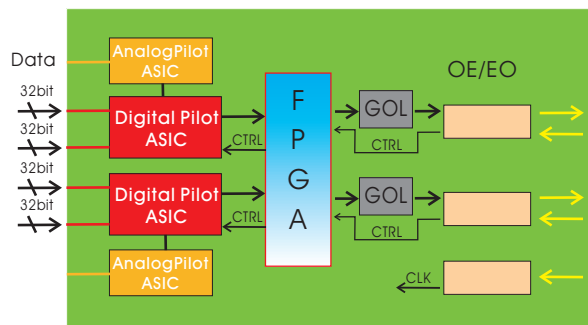 Data
32bit
32bit
32bit
32bit
AnalogPilot
ASIC
Digital Pilot
ASIC
CTRL
Digital Pilot
ASIC
CTRL
AnalogPilot
ASIC
F
P
G
A
GOL
CTRL
GOL
CTRL
OE/EO
CLK